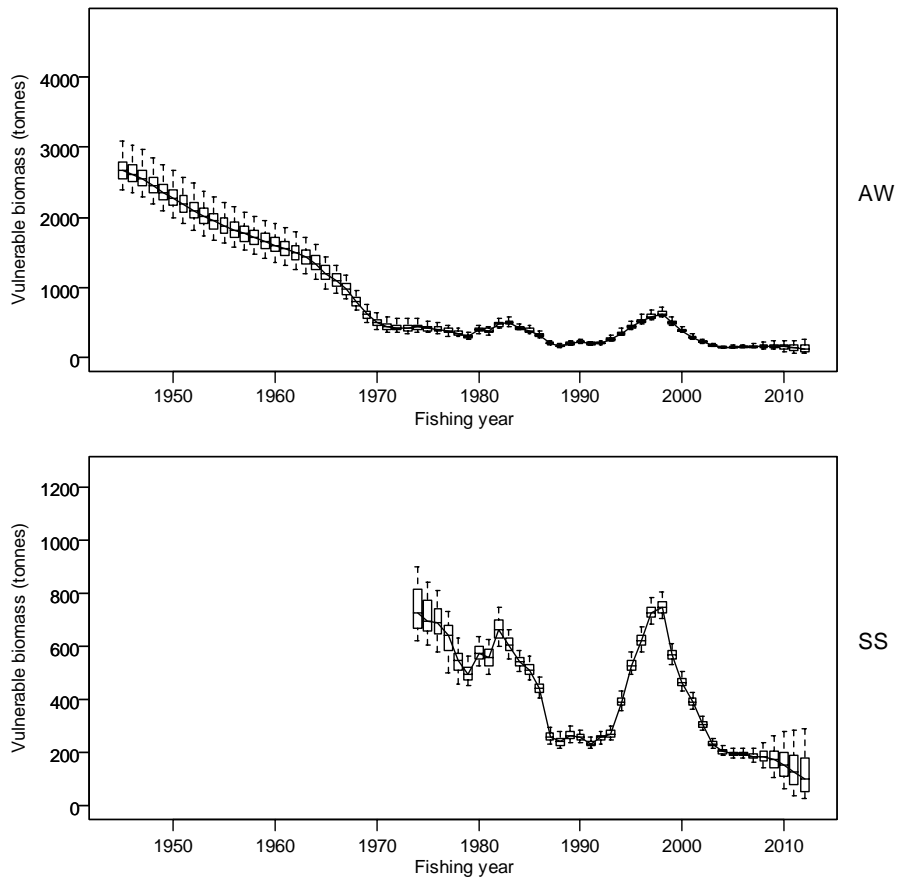 Vulnerable biomass (tonnes)
4000
3000
2000
1000
0
1950 1960 1970 1980 1990 2000 2010
Fishing year
AW
Vulnerable biomass (tonnes)
1200
1000
800
600
400
200
0
1950 1960 1970 1980 1990 2000 2010
Fishing year
SS